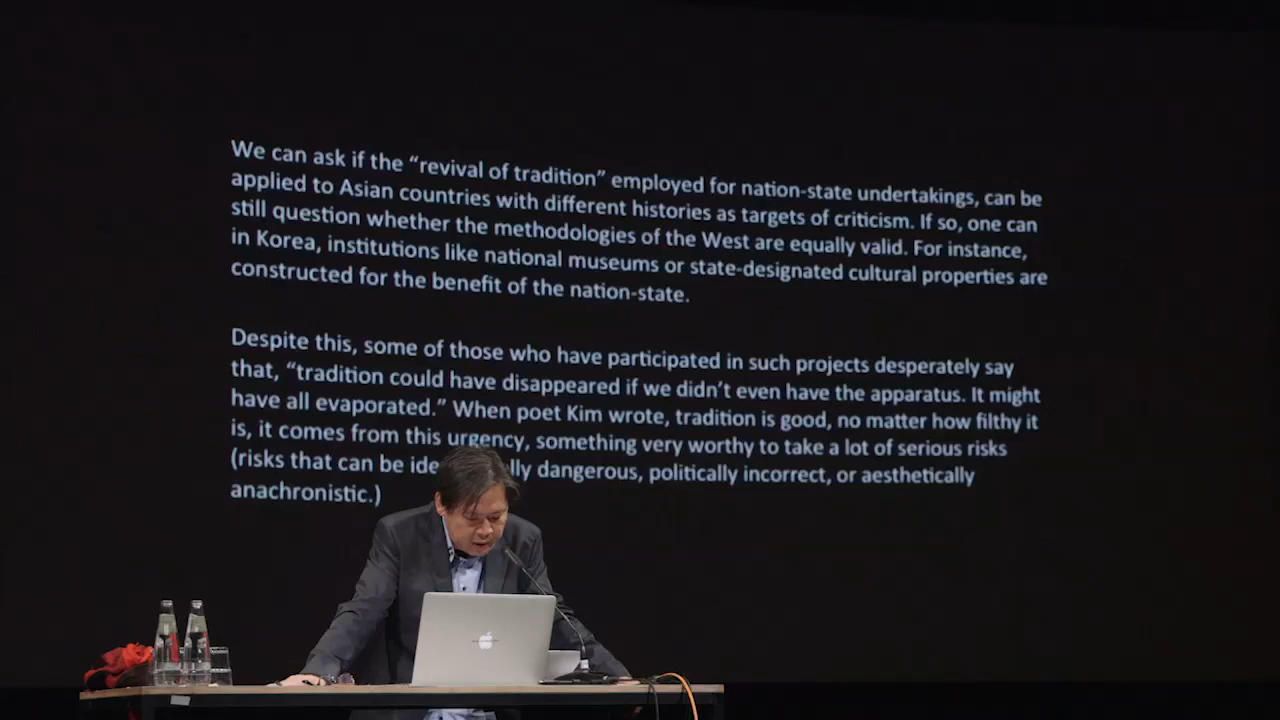 We can ask if the “revival of tradition” employed for nation-state undertakings, can be
applied to Asian countries with different histories as targets of criticism. If so, one can
still question whether the methodologies of the West are equally valid. For instance,
in Korea, institutions like national museums or state-designated cultural properties are
constructed for the benefit of the nation-state.
Despite this, some of those who have participated in such projects desperately say
that, “tradition could have disappeared if we didn’t even have the apparatus. It might
have all evaporated.” When poet Kim wrote, tradition is good, no matter how filthy it
is, it comes from this urgency, something very worthy to take a lot of serious risks
(risks that can be ide lly dangerous, politically incorrect, or aesthetically
anachronistic.)